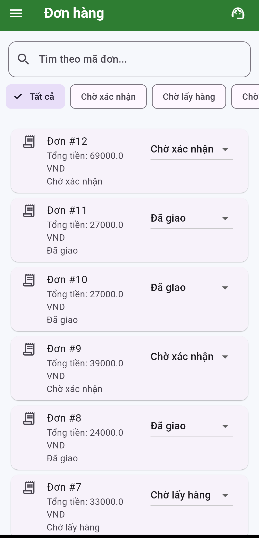 Đơn hàng
Tìm theo mã đơn...
Tất cả
Chờ xác nhận
Chờ lấy hàng
Chờ
Đơn #12
Tổng tiền: 69000.0
VND
Chờ xác nhận
Chờ xác nhận
Đơn #11
Tổng tiền: 27000.0
VND
Đã giao
Đã giao
Đơn #10
Tổng tiền: 27000.0
VND
Đã giao
Đã giao
Đơn #9
Tổng tiền: 39000.0
VND
Chờ xác nhận
Chờ xác nhận
Đơn #8
Tổng tiền: 24000.0
VND
Đã giao
Đã giao
Đơn #7
Tổng tiền: 33000.0
VND
Chờ lấy hàng
Chờ lấy hàng